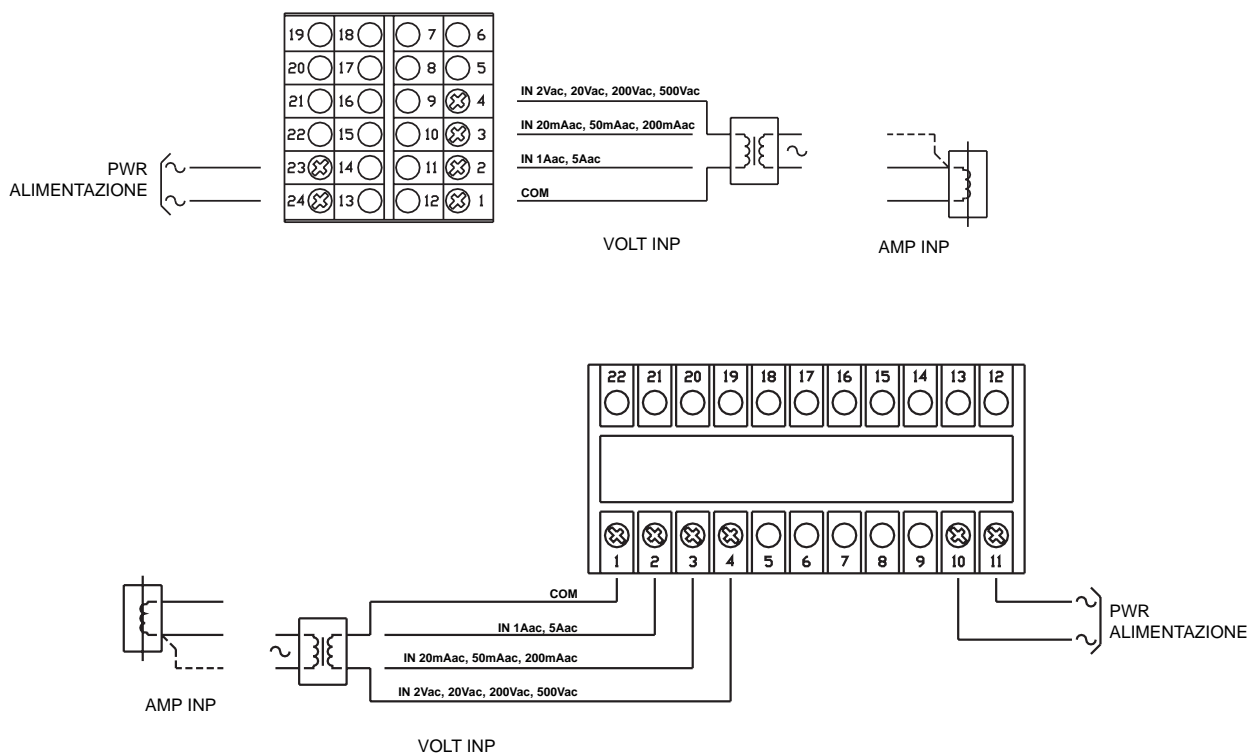 19 18 7 6
20 17 8 5
21 16 9 4
22 15 10 3
23 14 11 2
24 13 12 1
PWR
ALIMENTAZIONE
IN 2Vac, 20Vac, 200Vac, 500Vac
IN 20mAac, 50mAac, 200mAac
IN 1Aac, 5Aac
COM
VOLT INP
AMP INP
22 21 20 19 18 17 16 15 14 13 12
1 2 3 4 5 6 7 8 9 10 11
COM
IN 1Aac, 5Aac
IN 20mAac, 50mAac, 200mAac
IN 2Vac, 20Vac, 200Vac, 500Vac
PWR
ALIMENTAZIONE
AMP INP
VOLT INP